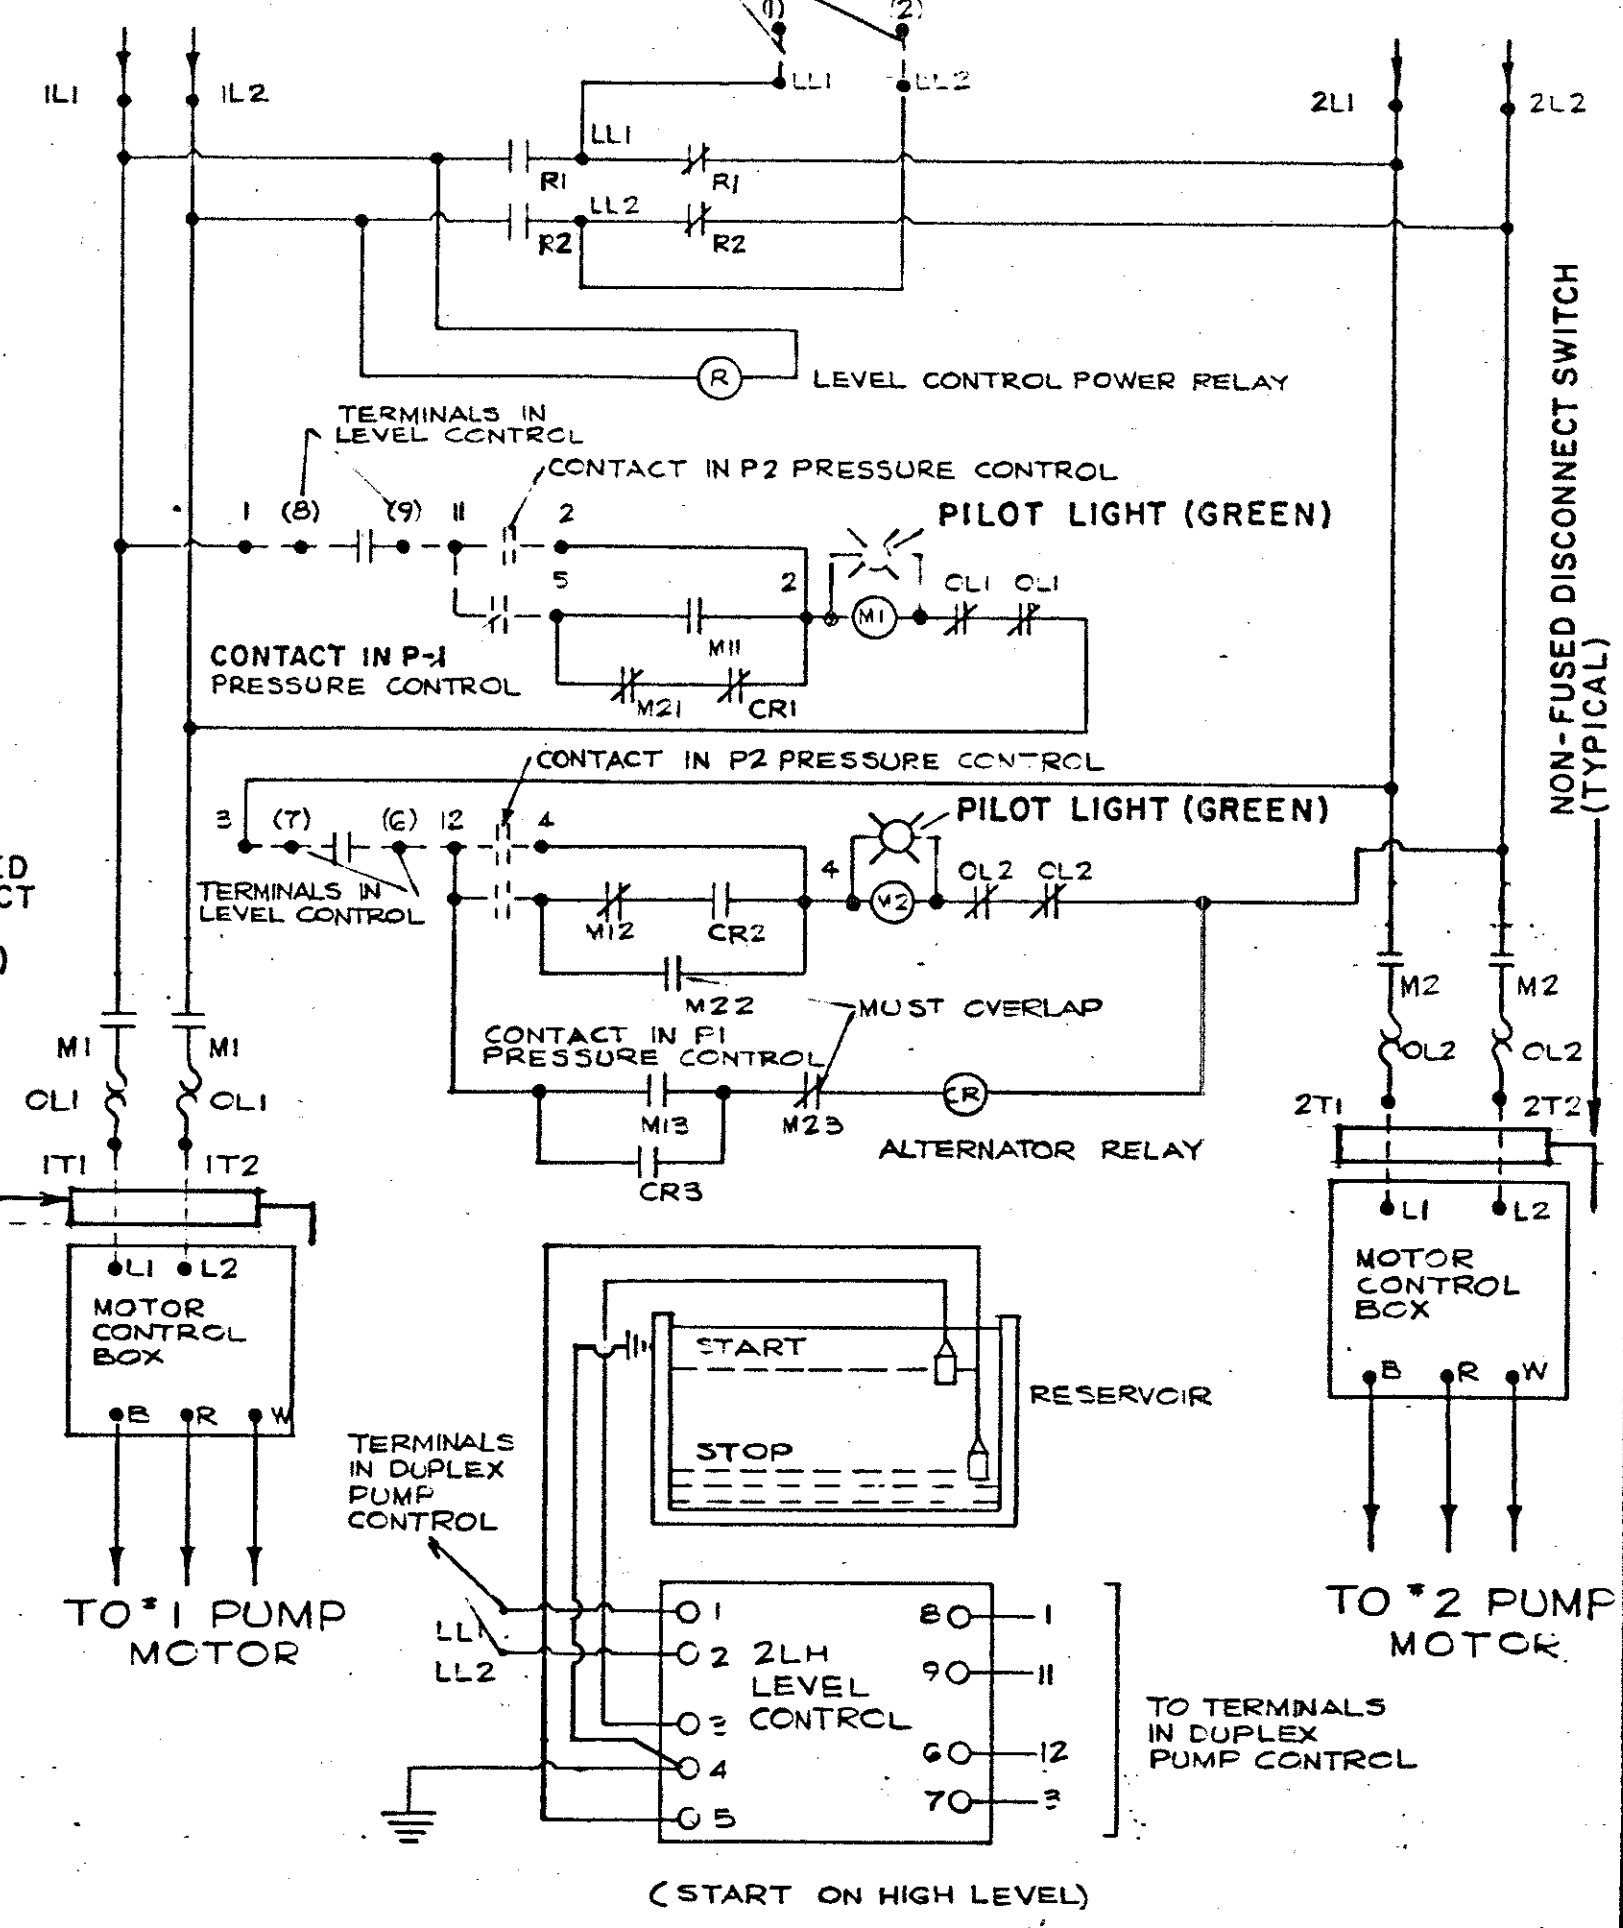 (1)
(2)
1L1
1L2
LL1
LL2
2L1
2L2
LL1
R1
R1
LL2
R2
R2
R
LEVEL CONTROL POWER RELAY
NON-FUSED DISCONNECT SWITCH
(TYPICAL)
TERMINALS IN
LEVEL CONTROL
CONTACT IN P2 PRESSURE CONTROL
1
(8)
(9)
11
2
PILOT LIGHT (GREEN)
5
2
OL1
OL1
M1
M11
CONTACT IN P-1
PRESSURE CONTROL
M21
CR1
CONTACT IN P2 PRESSURE CONTROL
PILOT LIGHT (GREEN)
3
(7)
(6)
12
4
4
OL2
OL2
ED
CT
)
TERMINALS IN
LEVEL CONTROL
M2
M12
CR2
M22
MUST OVERLAP
M2
M2
CONTACT IN P1
PRESSURE CONTROL
M1
M1
OL2
OL2
OL1
OL1
M13
M23
CR
2T1
2T2
ALTERNATOR RELAY
1T1
1T2
CR3
L1
L2
L1
L2
MOTOR
CONTROL
BOX
MOTOR
CONTROL
BOX
START
RESERVOIR
B
R
W
B
R
W
STOP
TERMINALS
IN DUPLEX
PUMP
CONTROL
TO #1 PUMP
MOTOR
TO #2 PUMP
MOTOR
LL1
LL2
1
2
3
4
5
2LH
LEVEL
CONTROL
8
1
9
11
6
12
7
3
TO TERMINALS
IN DUPLEX
PUMP CONTROL
(START ON HIGH LEVEL)